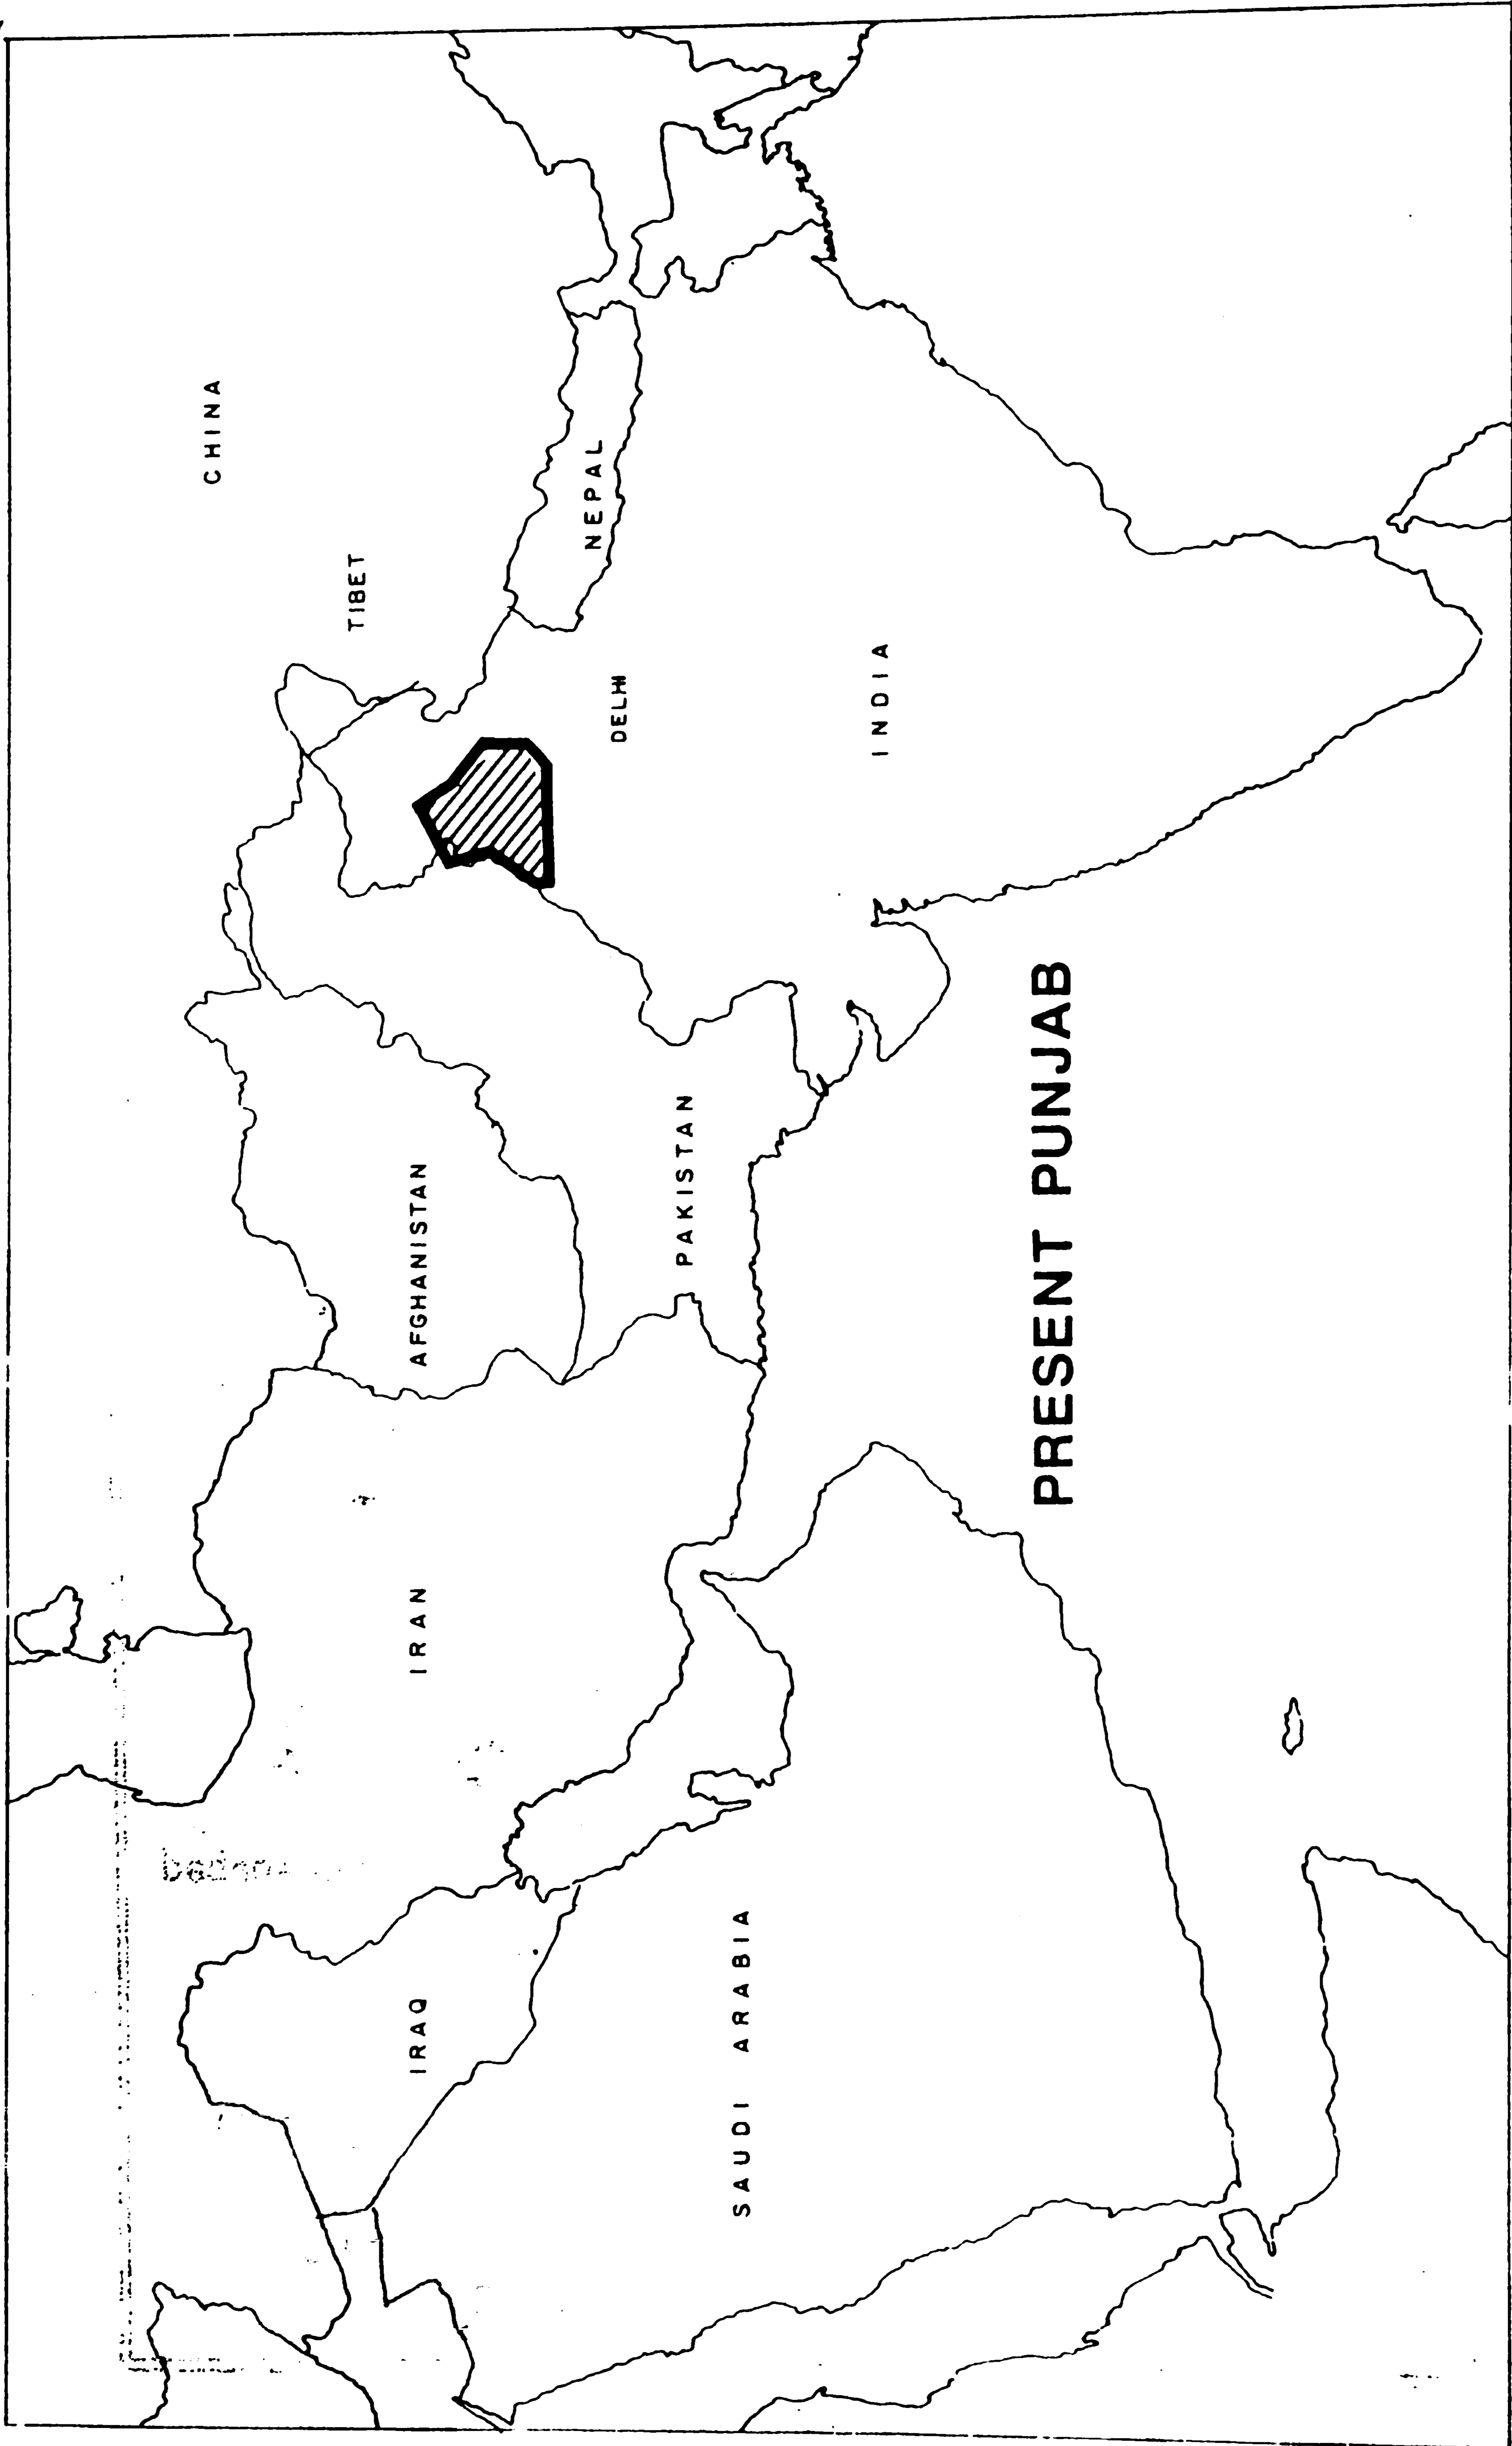 CHINA
TIBET
NEPAL
DELHI
INDIA
AFGHANISTAN
PAKISTAN
IRAN
IRAQ
SAUDI ARABIA
PRESENT PUNJAB